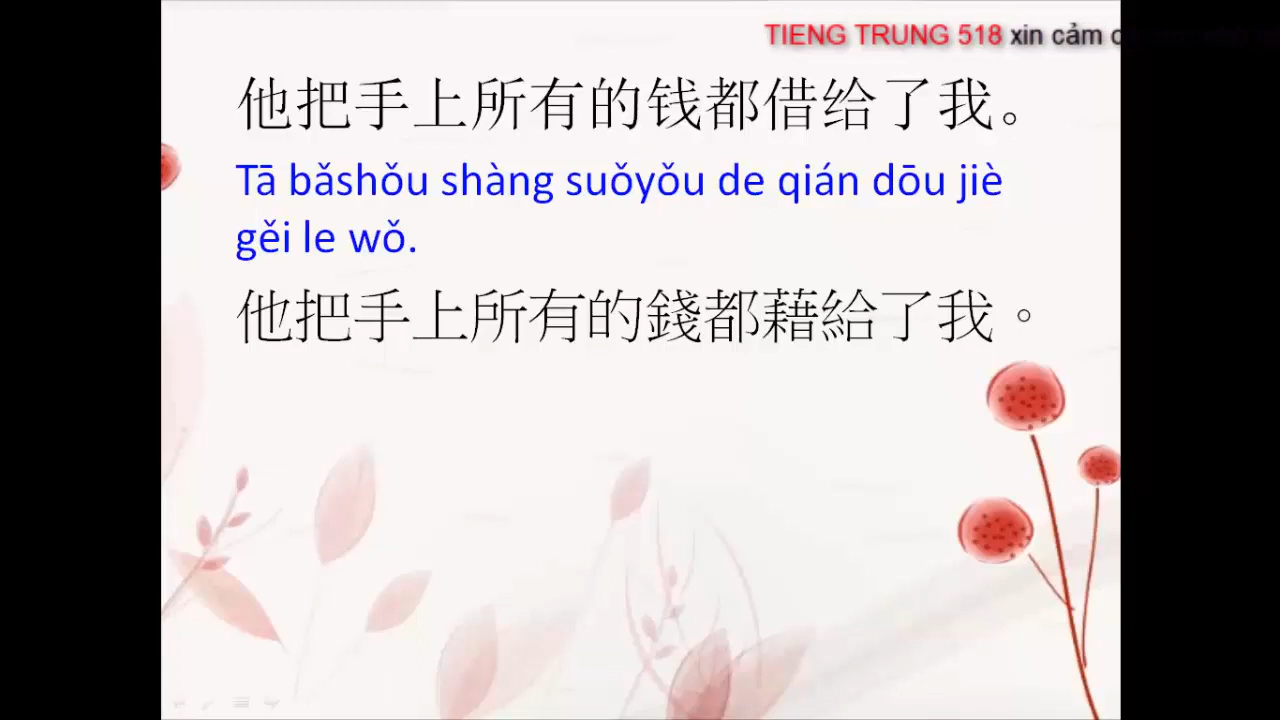 TIENG TRUNG 518 xin cảm
他把手上所有的钱都借给了我。
Tā bǎshǒu shàng suǒyǒu de qián dōu jiè
gěi le wǒ.
他把手上所有的錢都藉給了我。